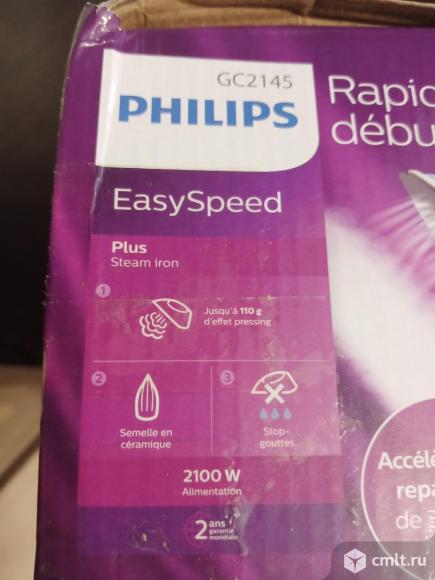 GC2145
PHILIPS
EasySpeed
Plus
Steam iron
1
Jusqu'à 110 g
d'effet pressing
2
Semelle en
céramique
3
Stop-
gouttes
2100 W
Alimentation
2 ans
garantie
mondiale
Rapid
débu
Accélé
repa
de
cmlt.ru